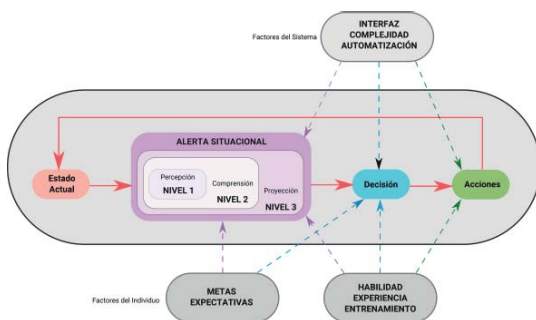 INTERFAZ
COMPLEJIDAD
AUTOMATIZACIÓN
Factores del Sistema
ALERTA SITUACIONAL
Estado
Actual
Percepción
NIVEL 1
Comprensión
NIVEL 2
Proyección
NIVEL 3
Decisión
Acciones
Factores del Individuo
METAS
EXPECTATIVAS
HABILIDAD
EXPERIENCIA
ENTRENAMIENTO